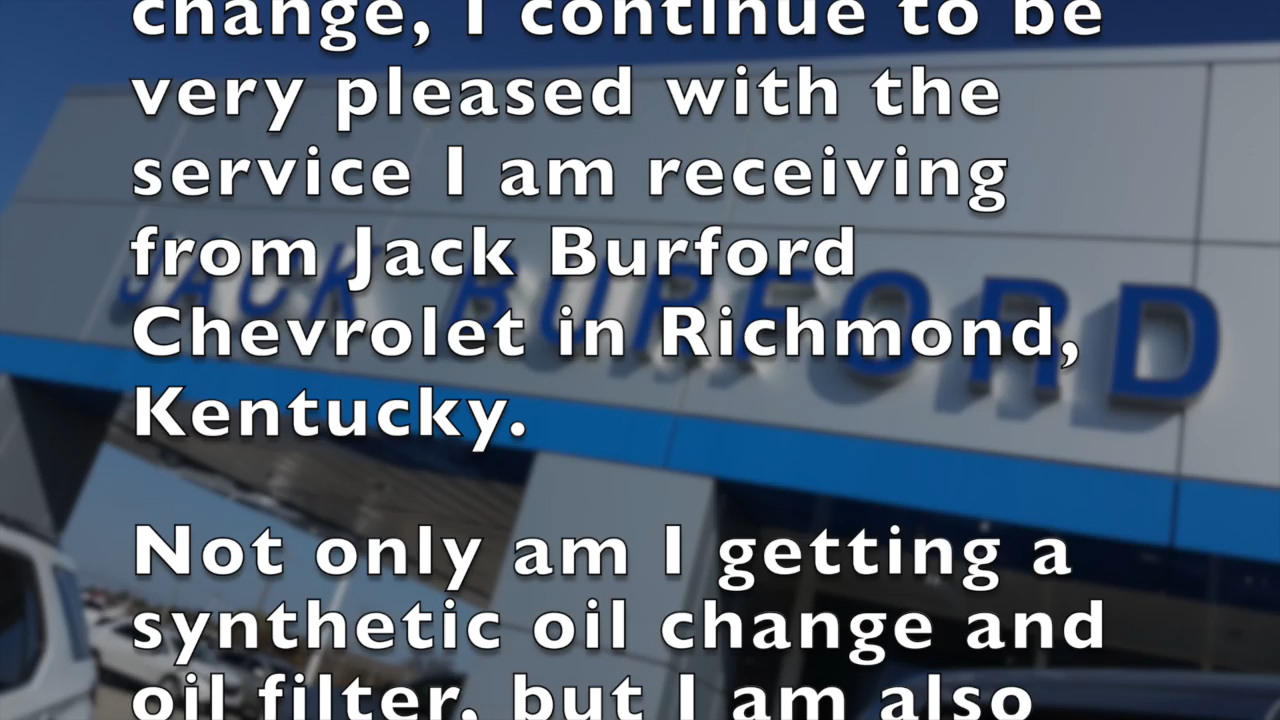 change, I continue to be
very pleased with the
service I am receiving
from Jack Burford
Chevrolet in Richmond,
Kentucky.
Not only am I getting a
synthetic oil change and
oil filter, but I am also
JACK BURFORD